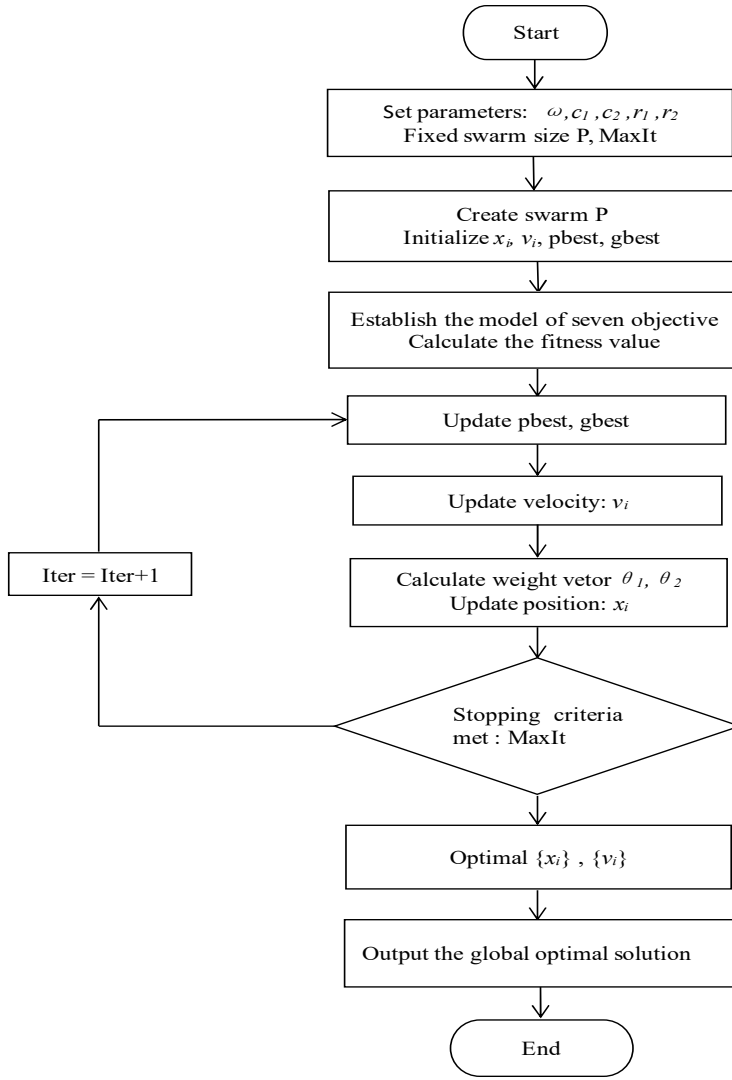 Start
Set parameters: ω,c₁,c₂,r₁,r₂
Fixed swarm size P, MaxIt
Create swarm P
Initialize xᵢ, vᵢ, pbest, gbest
Establish the model of seven objective
Calculate the fitness value
Update pbest, gbest
Update velocity: vᵢ
Iter = Iter+1
Calculate weight vetor θ₁, θ₂
Update position: xᵢ
Stopping criteria
met : MaxIt
Optimal {xᵢ} , {vᵢ}
Output the global optimal solution
End